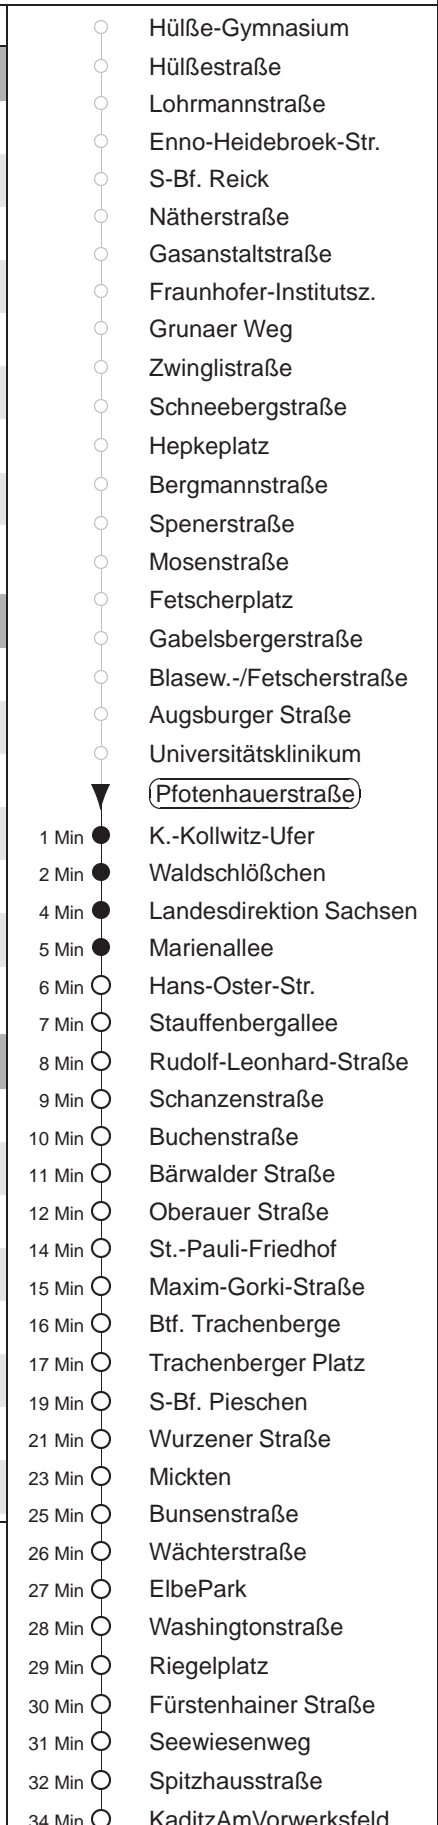 Hülße-Gymnasium
Hülßestraße
Lohrmannstraße
Enno-Heidebroek-Str.
S-Bf. Reick
Nätherstraße
Gasanstaltstraße
Fraunhofer-Institutsz.
Grunaer Weg
Zwinglistraße
Schneebergstraße
Hepkeplatz
Bergmannstraße
Spenerstraße
Mosenstraße
Fetscherplatz
Gabelsbergerstraße
Blasew.-/Fetscherstraße
Augsburger Straße
Universitätsklinikum
Pfotenhauerstraße
1 Min K.-Kollwitz-Ufer
2 Min Waldschlößchen
4 Min Landesdirektion Sachsen
5 Min Marienallee
6 Min Hans-Oster-Str.
7 Min Stauffenbergallee
8 Min Rudolf-Leonhard-Straße
9 Min Schanzenstraße
10 Min Buchenstraße
11 Min Bärwalder Straße
12 Min Oberauer Straße
14 Min St.-Pauli-Friedhof
15 Min Maxim-Gorki-Straße
16 Min Btf. Trachenberge
17 Min Trachenberger Platz
19 Min S-Bf. Pieschen
21 Min Wurzener Straße
23 Min Mickten
25 Min Bunsenstraße
26 Min Wächterstraße
27 Min ElbePark
28 Min Washingtonstraße
29 Min Riegelplatz
30 Min Fürstenhainer Straße
31 Min Seewiesenweg
32 Min Spitzhausstraße
34 Min KaditzAmVorwerksfeld